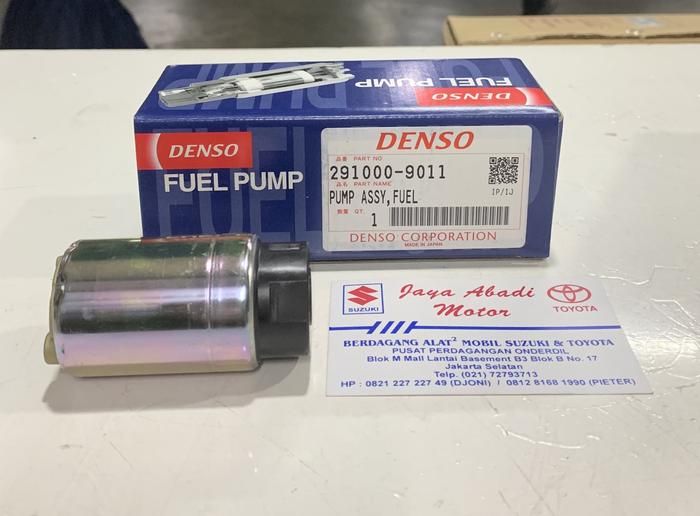 FUEL PUMP
DENSO
DENSO
FUEL PUMP
DENSO
品番 PART NO
291000-9011
品名 PART NAME
PUMP ASSY,FUEL
IP/IJ
数量 QT.
1
DENSO CORPORATION
MADE IN JAPAN
SUZUKI
Jaya Abadi
Motor
TOYOTA
BERDAGANG ALAT² MOBIL SUZUKI & TOYOTA
PUSAT PERDAGANGAN ONDERDIL
Blok M Mall Lantai Basement B3 Blok B No. 17
Jakarta Selatan
Telp. (021) 72793713
HP : 0821 227 227 49 (DJONI) / 0812 8168 1990 (PIETER)